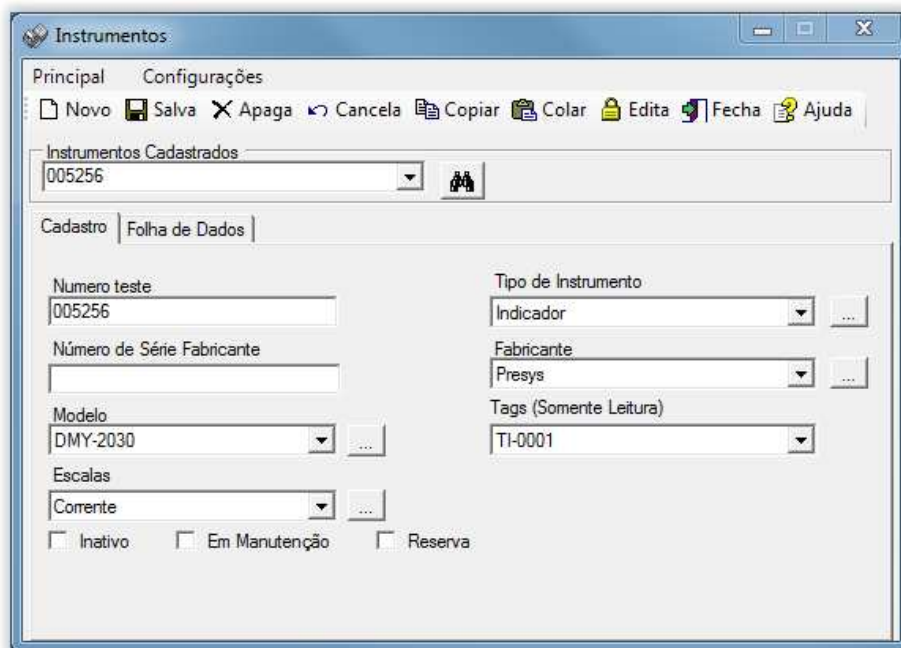 Instrumentos
Principal Configurações
Novo Salva Apaga Cancela Copiar Colar Edita Fecha Ajuda
Instrumentos Cadastrados
005256
Cadastro Folha de Dados
Numero teste
005256
Tipo de Instrumento
Indicador ...
Número de Série Fabricante
Fabricante
Presys ...
Modelo
DMY-2030 ...
Tags (Somente Leitura)
TI-0001
Escalas
Corrente ...
Inativo Em Manutenção Reserva